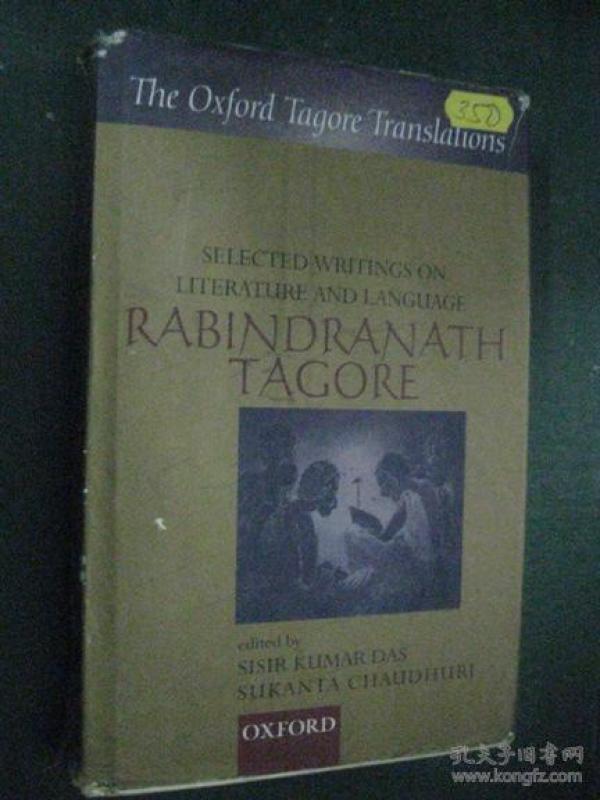 The Oxford Tagore Translations
350
SELECTED WRITINGS ON
LITERATURE AND LANGUAGE
RABINDRANATH
TAGORE
edited by
SISIR KUMAR DAS
SUKANTA CHAUDHURI
OXFORD
孔夫子旧书网
www.kongfz.com